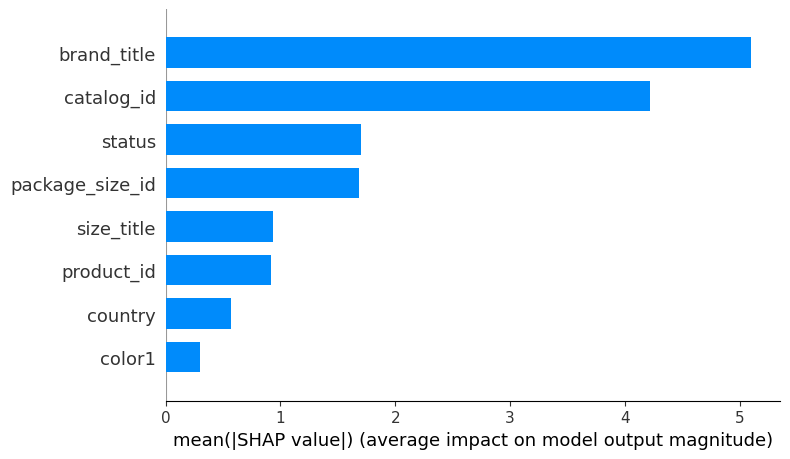 brand_title
catalog_id
status
package_size_id
size_title
product_id
country
color1
0 1 2 3 4 5
mean(|SHAP value|) (average impact on model output magnitude)